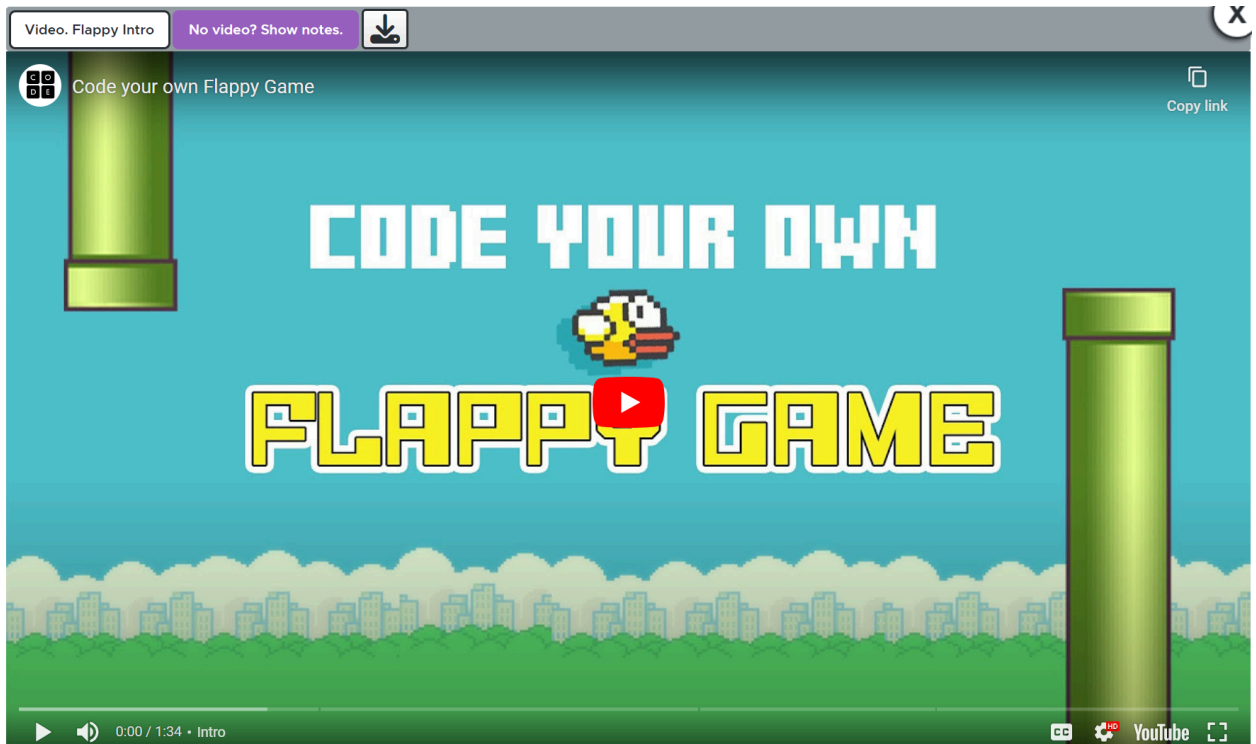 Video. Flappy Intro
No video? Show notes.
X
CODE
Code your own Flappy Game
Copy link
CODE YOUR OWN
FLAPPY GAME
0:00 / 1:34 • Intro
CC
HD
YouTube